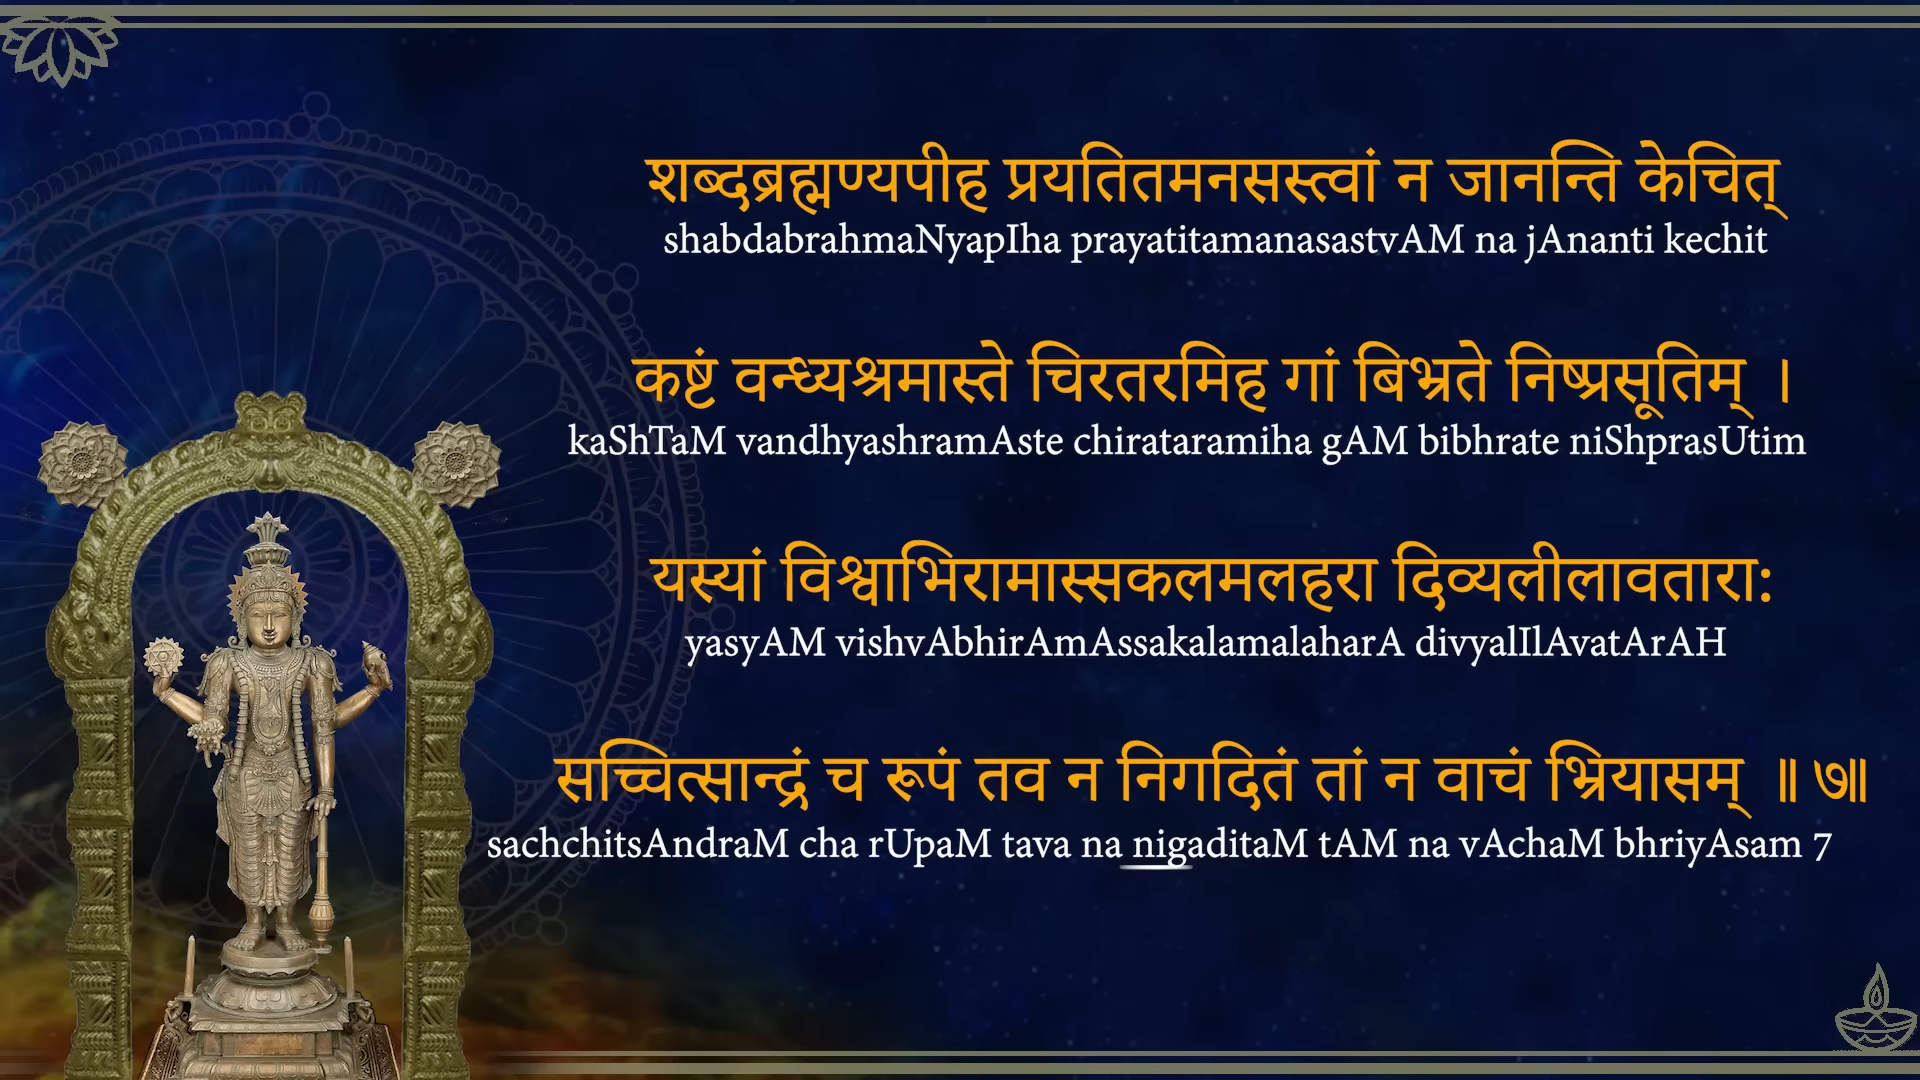 शब्दब्रह्मण्यपीह प्रयतितमनसस्त्वां न जानन्ति केचित्
shabdabrahmaNyapIha prayatitamanasastvAM na jAnanti kechit
कष्टं वन्ध्यश्रमास्ते चिरतरमिह गां बिभ्रते निष्प्रसूतिम् ।
kaShTaM vandhyashramAste chirataramiha gAM bibhrate niShprasUtim
यस्यां विश्वाभिरामास्सकलमलहरा दिव्यलीलावतारा:
yasyAM vishvAbhirAmAssakalamalaharA divyalIlAvatArAH
सच्चित्सान्द्रं च रूपं तव न निगदितं तां न वाचं भ्रियासम् ॥ ७॥
sachchitsAndraM cha rUpaM tava na nigaditaM tAM na vAchaM bhriyAsam 7